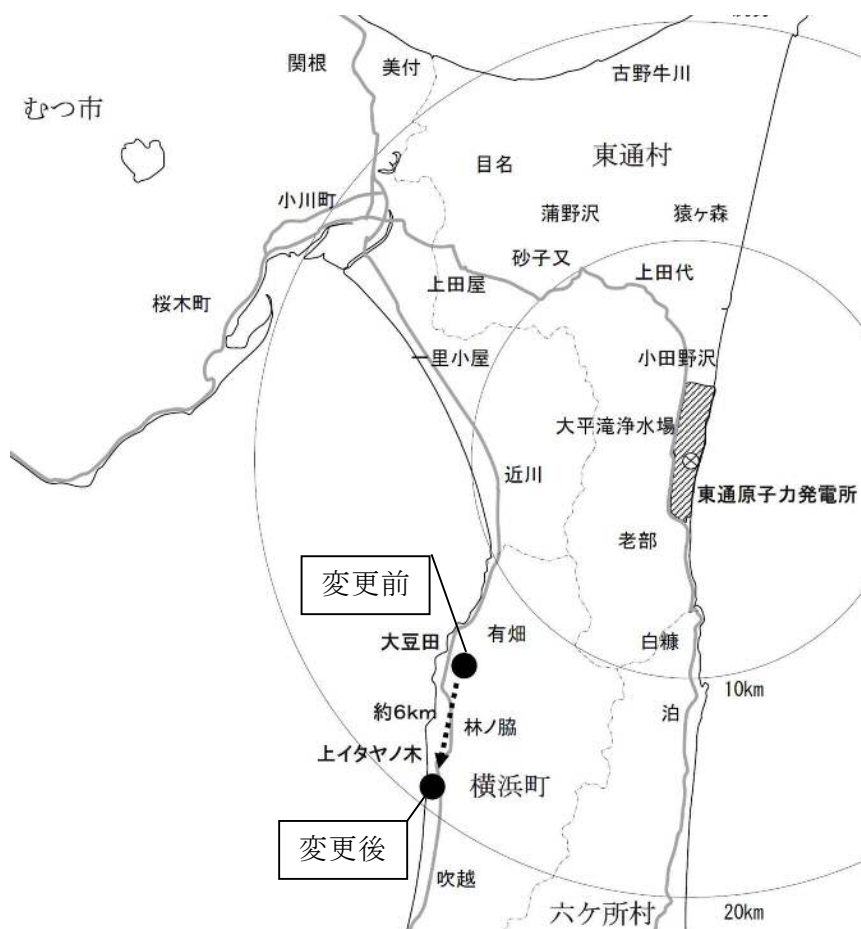 関根
美付
古野牛川
むつ市
東通村
目名
小川町
蒲野沢
猿ヶ森
砂子又
上田代
上田屋
桜木町
一里小屋
小田野沢
大平滝浄水場
近川
東通原子力発電所
老部
変更前
有畑
大豆田
白糠
10km
約6km
林ノ脇
泊
上イタヤノ木
横浜町
変更後
吹越
六ケ所村
20km